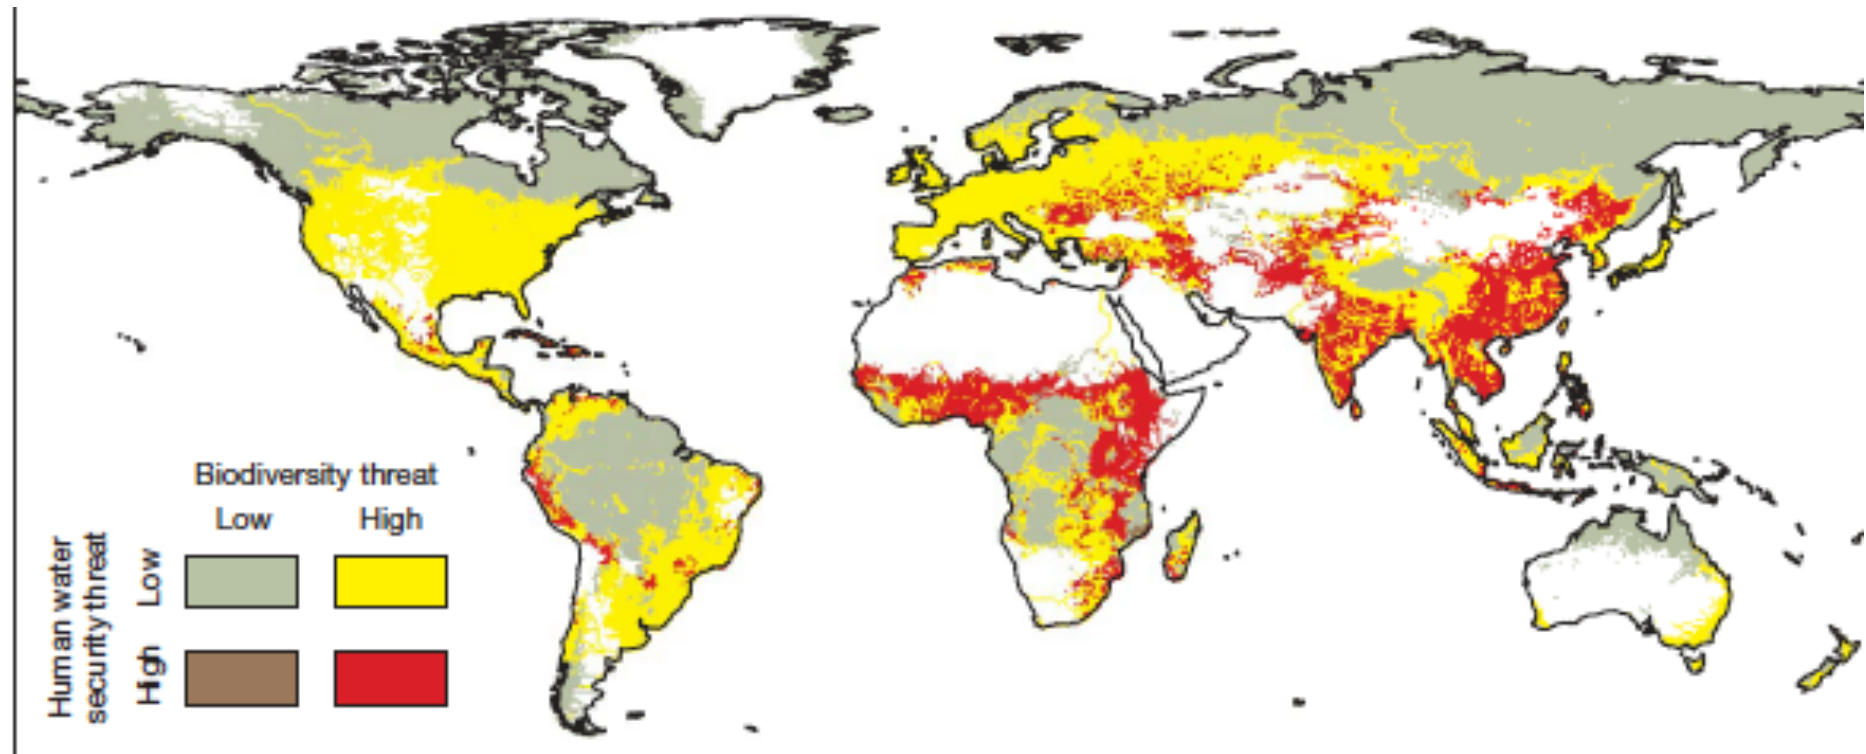 Biodiversity threat
Low High
Human water
security threat
Low
High